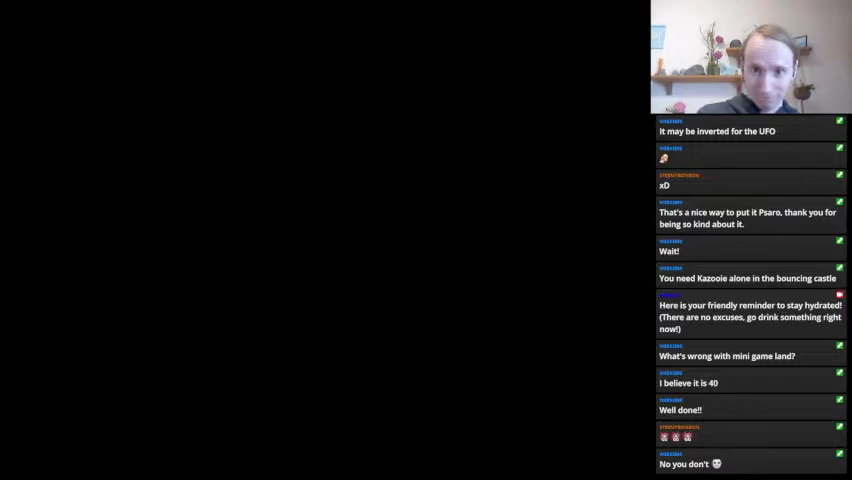 It may be inverted for the UFO
STERNYBONBON
xD
That's a nice way to put it Psaro, thank you for
being so kind about it.
Wait!
You need Kazooie alone in the bouncing castle
Here is your friendly reminder to stay hydrated!
(There are no excuses, go drink something right
now!)
What's wrong with mini game land?
I believe it is 40
Well done!!
STERNYBONBON
No you don't